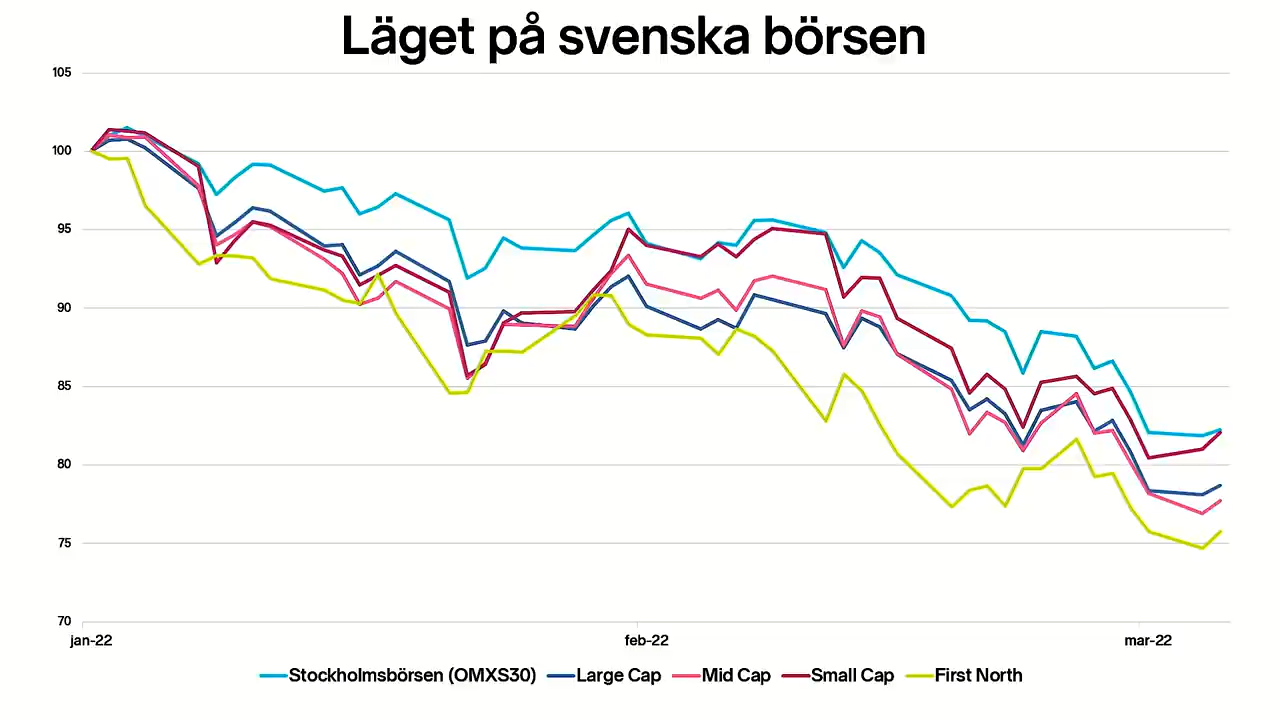 Läget på svenska börsen
105
100
95
90
85
80
75
70
jan-22 feb-22 mar-22
Stockholmsbörsen (OMXS30) Large Cap Mid Cap Small Cap First North